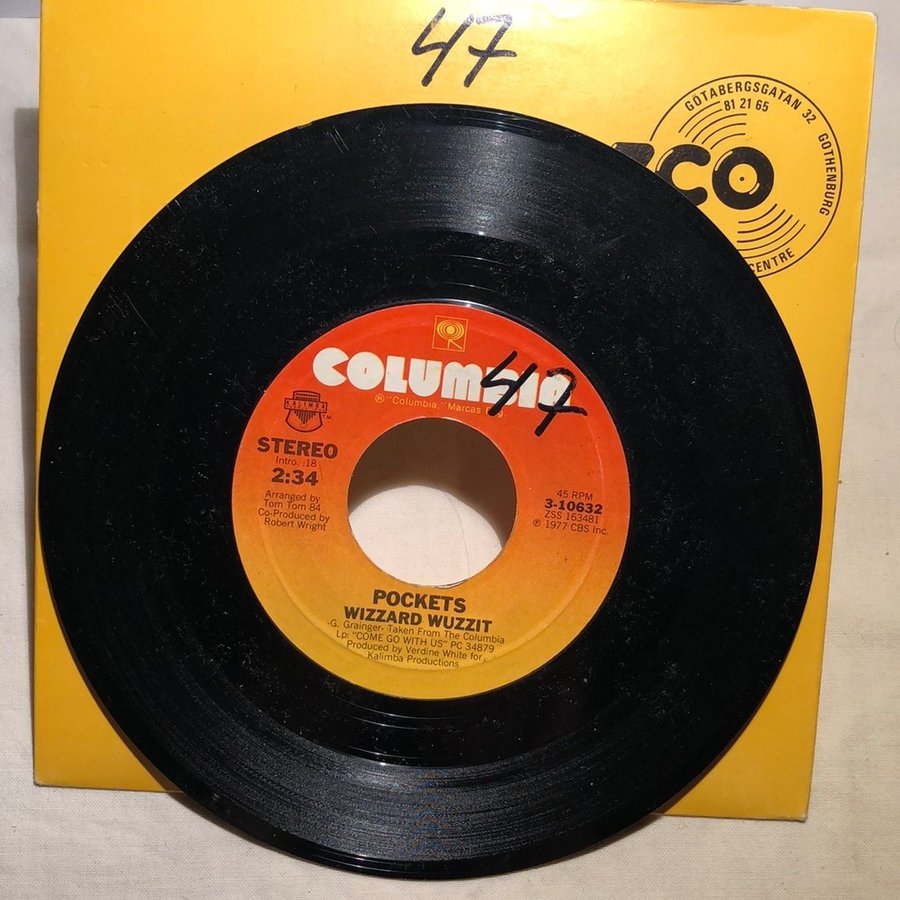 47
GÖTABERGSGATAN 32 GOTHENBURG
81 21 65
CO
CENTRE
COLUMBIA
47
® "Columbia," Marcas
KALIMBA
T.M.
STEREO
Intro. :18
2:34
Arranged by
Tom Tom 84
Co-Produced by
Robert Wright
45 RPM
3-10632
ZSS 163481
℗ 1977 CBS Inc.
POCKETS
WIZZARD WUZZIT
-G. Grainger- Taken From The Columbia
Lp: "COME GO WITH US" PC 34879
Produced by Verdine White for
Kalimba Productions